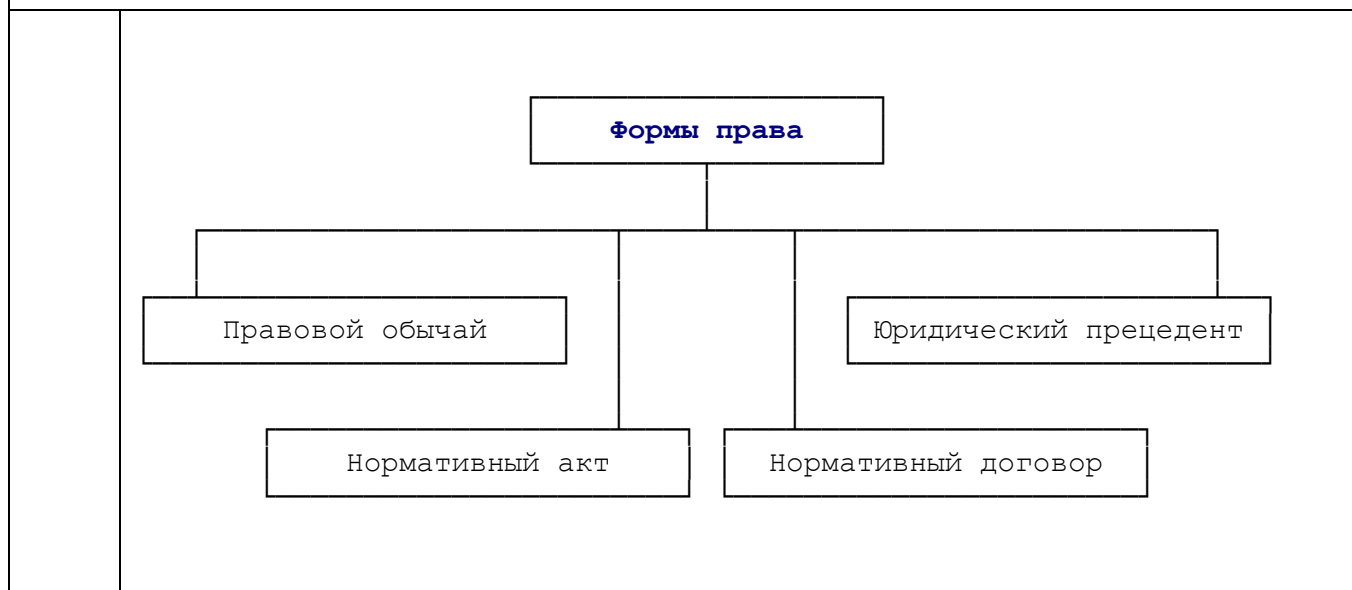 Формы права
Правовой обычай
Юридический прецедент
Нормативный акт
Нормативный договор